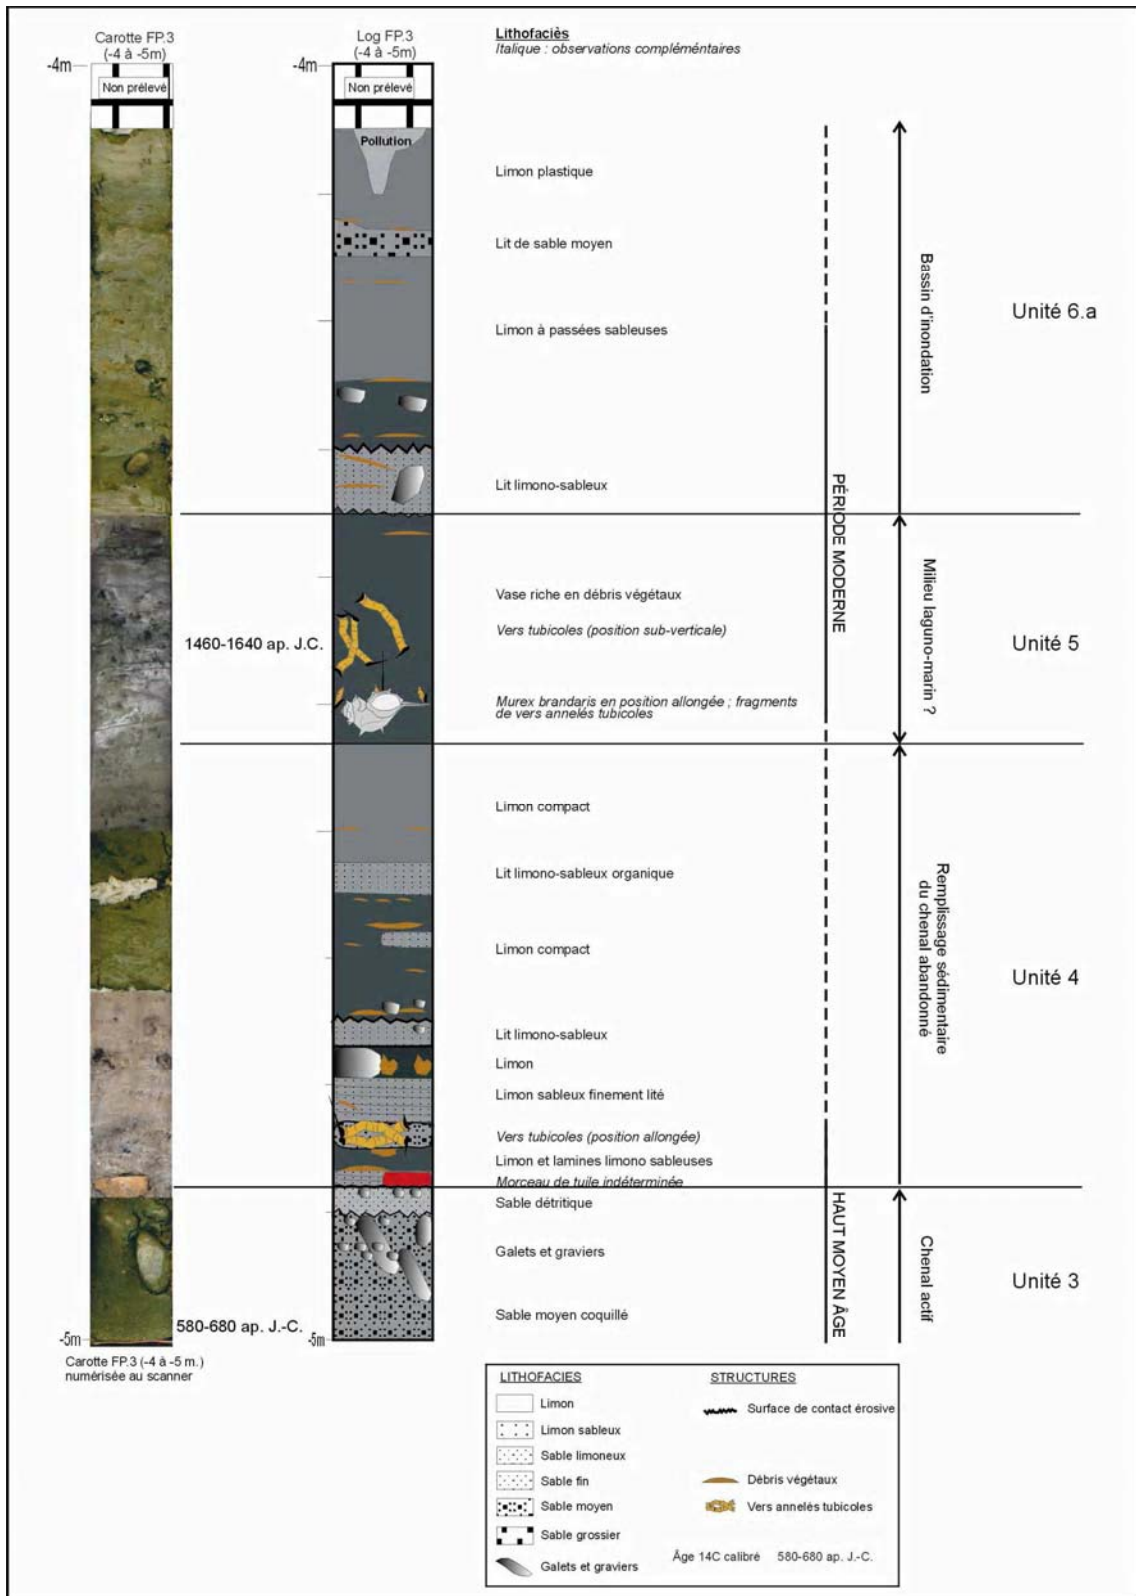 Carotte FP.3
(-4 à -5m)
Log FP.3
(-4 à -5m)
Lithofaciès
Italique : observations compléméntaires
-4m
-4m
Non prélevé
Non prélevé
Pollution
Limon plastique
Lit de sable moyen
Limon à passées sableuses
Lit limono-sableux
Bassin d'inondation
Unité 6.a
PÉRIODE MODERNE
Vase riche en débris végétaux
Vers tubicoles (position sub-verticale)
1460-1640 ap. J.C.
Murex brandaris en position allongée ; fragments
de vers annelés tubicoles
Milieu laguno-marin ?
Unité 5
Limon compact
Lit limono-sableux organique
Limon compact
Lit limono-sableux
Limon
Limon sableux finement lité
Vers tubicoles (position allongée)
Limon et lamines limono sableuses
Morceau de tuile indéterminée
Remplissage sédimentaire
du chenal abandonné
Unité 4
Sable détritique
Galets et graviers
Sable moyen coquillé
HAUT MOYEN ÂGE
Chenal actif
Unité 3
580-680 ap. J.-C.
-5m
-5m
Carotte FP.3 (-4 à -5 m.)
numérisée au scanner
LITHOFACIES
Limon
Limon sableux
Sable limoneux
Sable fin
Sable moyen
Sable grossier
Galets et graviers
STRUCTURES
Surface de contact érosive
Débris végétaux
Vers annelés tubicoles
Âge 14C calibré 580-680 ap. J.-C.